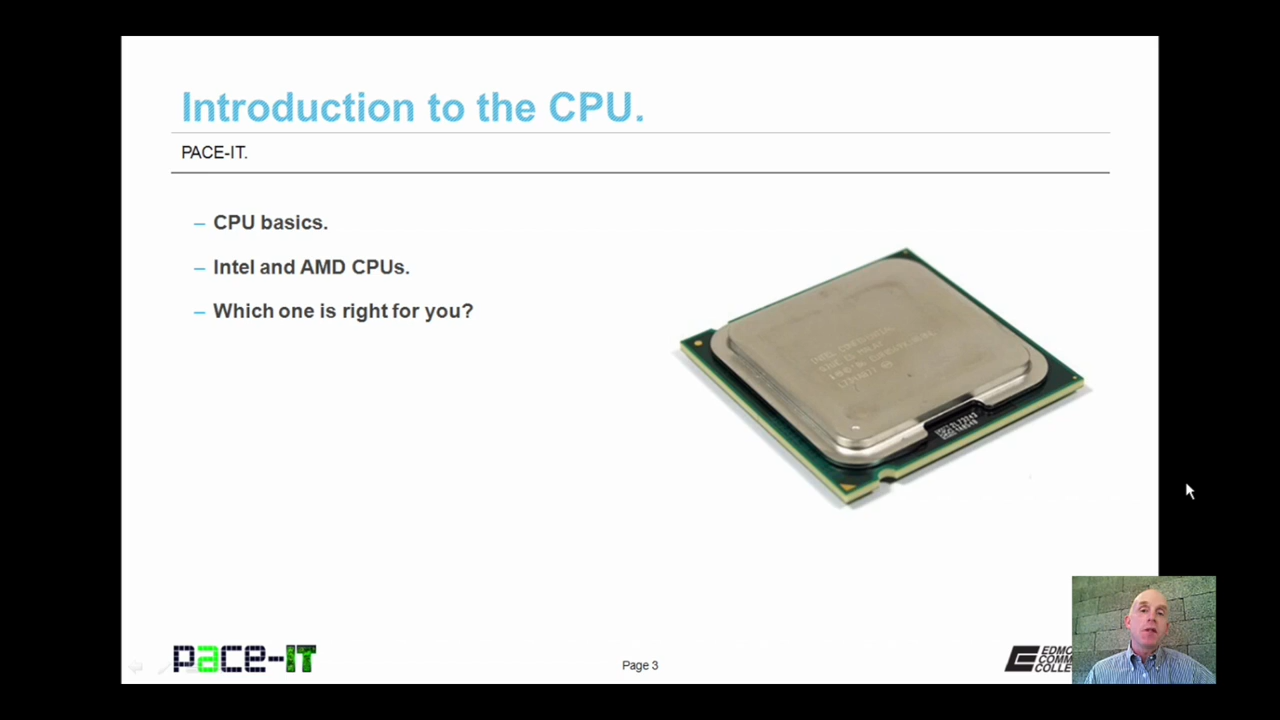 Introduction to the CPU.
PACE-IT.
– CPU basics.
– Intel and AMD CPUs.
– Which one is right for you?
pace-IT
Page 3